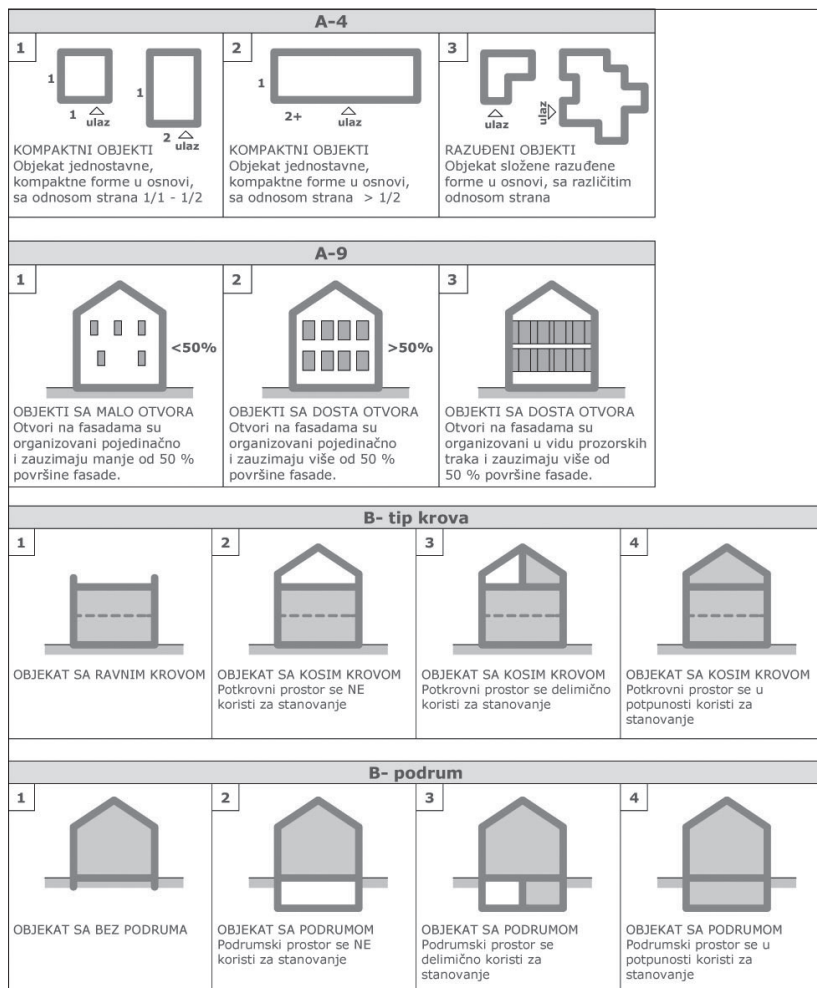 A-4
1
1
1
ulaz
1
2
ulaz
KOMPAKTNI OBJEKTI
Objekat jednostavne,
kompaktne forme u osnovi,
sa odnosom strana 1/1 - 1/2
2
1
2+
ulaz
KOMPAKTNI OBJEKTI
Objekat jednostavne,
kompaktne forme u osnovi,
sa odnosom strana > 1/2
3
ulaz
ulaz
RAZUĐENI OBJEKTI
Objekat složene razuđene
forme u osnovi, sa različitim
odnosom strana
A-9
1
<50%
OBJEKTI SA MALO OTVORA
Otvori na fasadama su
organizovani pojedinačno
i zauzimaju manje od 50 %
površine fasade.
2
>50%
OBJEKTI SA DOSTA OTVORA
Otvori na fasadama su
organizovani pojedinačno
i zauzimaju više od 50 %
površine fasade.
3
OBJEKTI SA DOSTA OTVORA
Otvori na fasadama su
organizovani u vidu prozorskih
traka i zauzimaju više od
50 % površine fasade.
B- tip krova
1
OBJEKAT SA RAVNIM KROVOM
2
OBJEKAT SA KOSIM KROVOM
Potkrovni prostor se NE
koristi za stanovanje
3
OBJEKAT SA KOSIM KROVOM
Potkrovni prostor se delimično
koristi za stanovanje
4
OBJEKAT SA KOSIM KROVOM
Potkrovni prostor se u
potpunosti koristi za
stanovanje
B- podrum
1
OBJEKAT SA BEZ PODRUMA
2
OBJEKAT SA PODRUMOM
Podrumski prostor se NE
koristi za stanovanje
3
OBJEKAT SA PODRUMOM
Podrumski prostor se
delimično koristi za
stanovanje
4
OBJEKAT SA PODRUMOM
Podrumski prostor se u
potpunosti koristi za
stanovanje